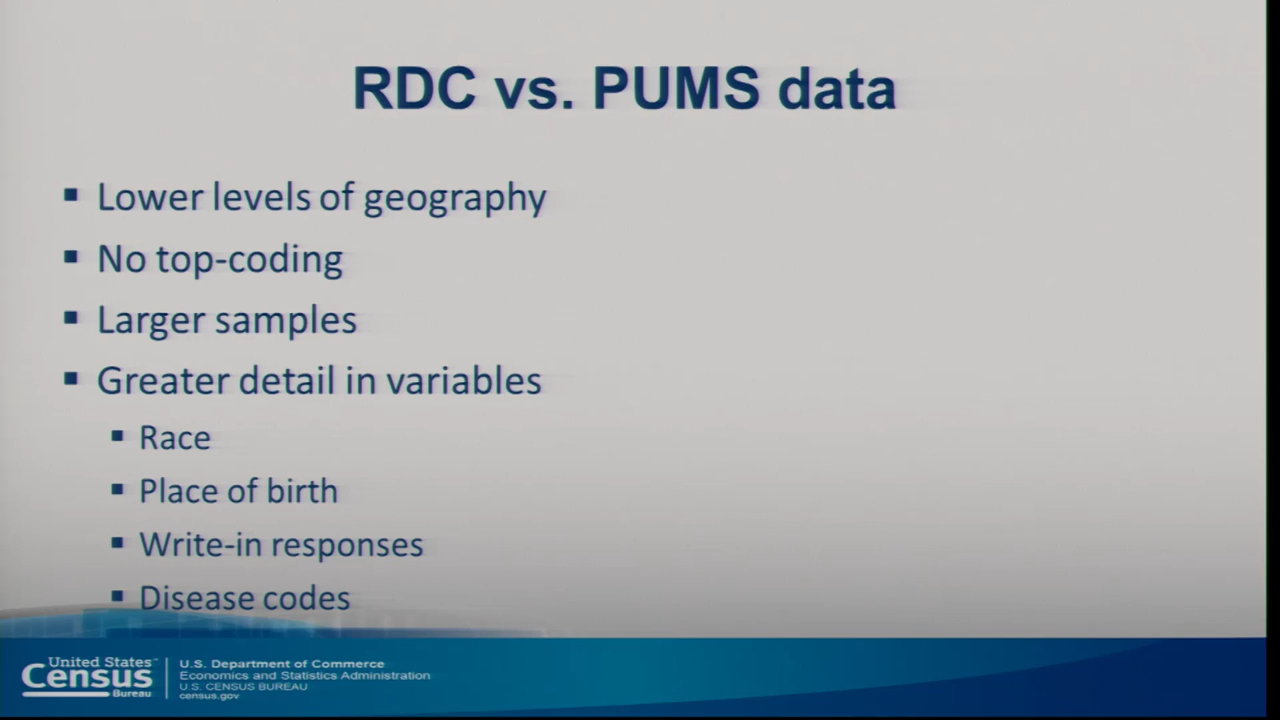 RDC vs. PUMS data
▪ Lower levels of geography
▪ No top-coding
▪ Larger samples
▪ Greater detail in variables
▪ Race
▪ Place of birth
▪ Write-in responses
▪ Disease codes
United States™
Census
Bureau
U.S. Department of Commerce
Economics and Statistics Administration
U.S. CENSUS BUREAU
census.gov